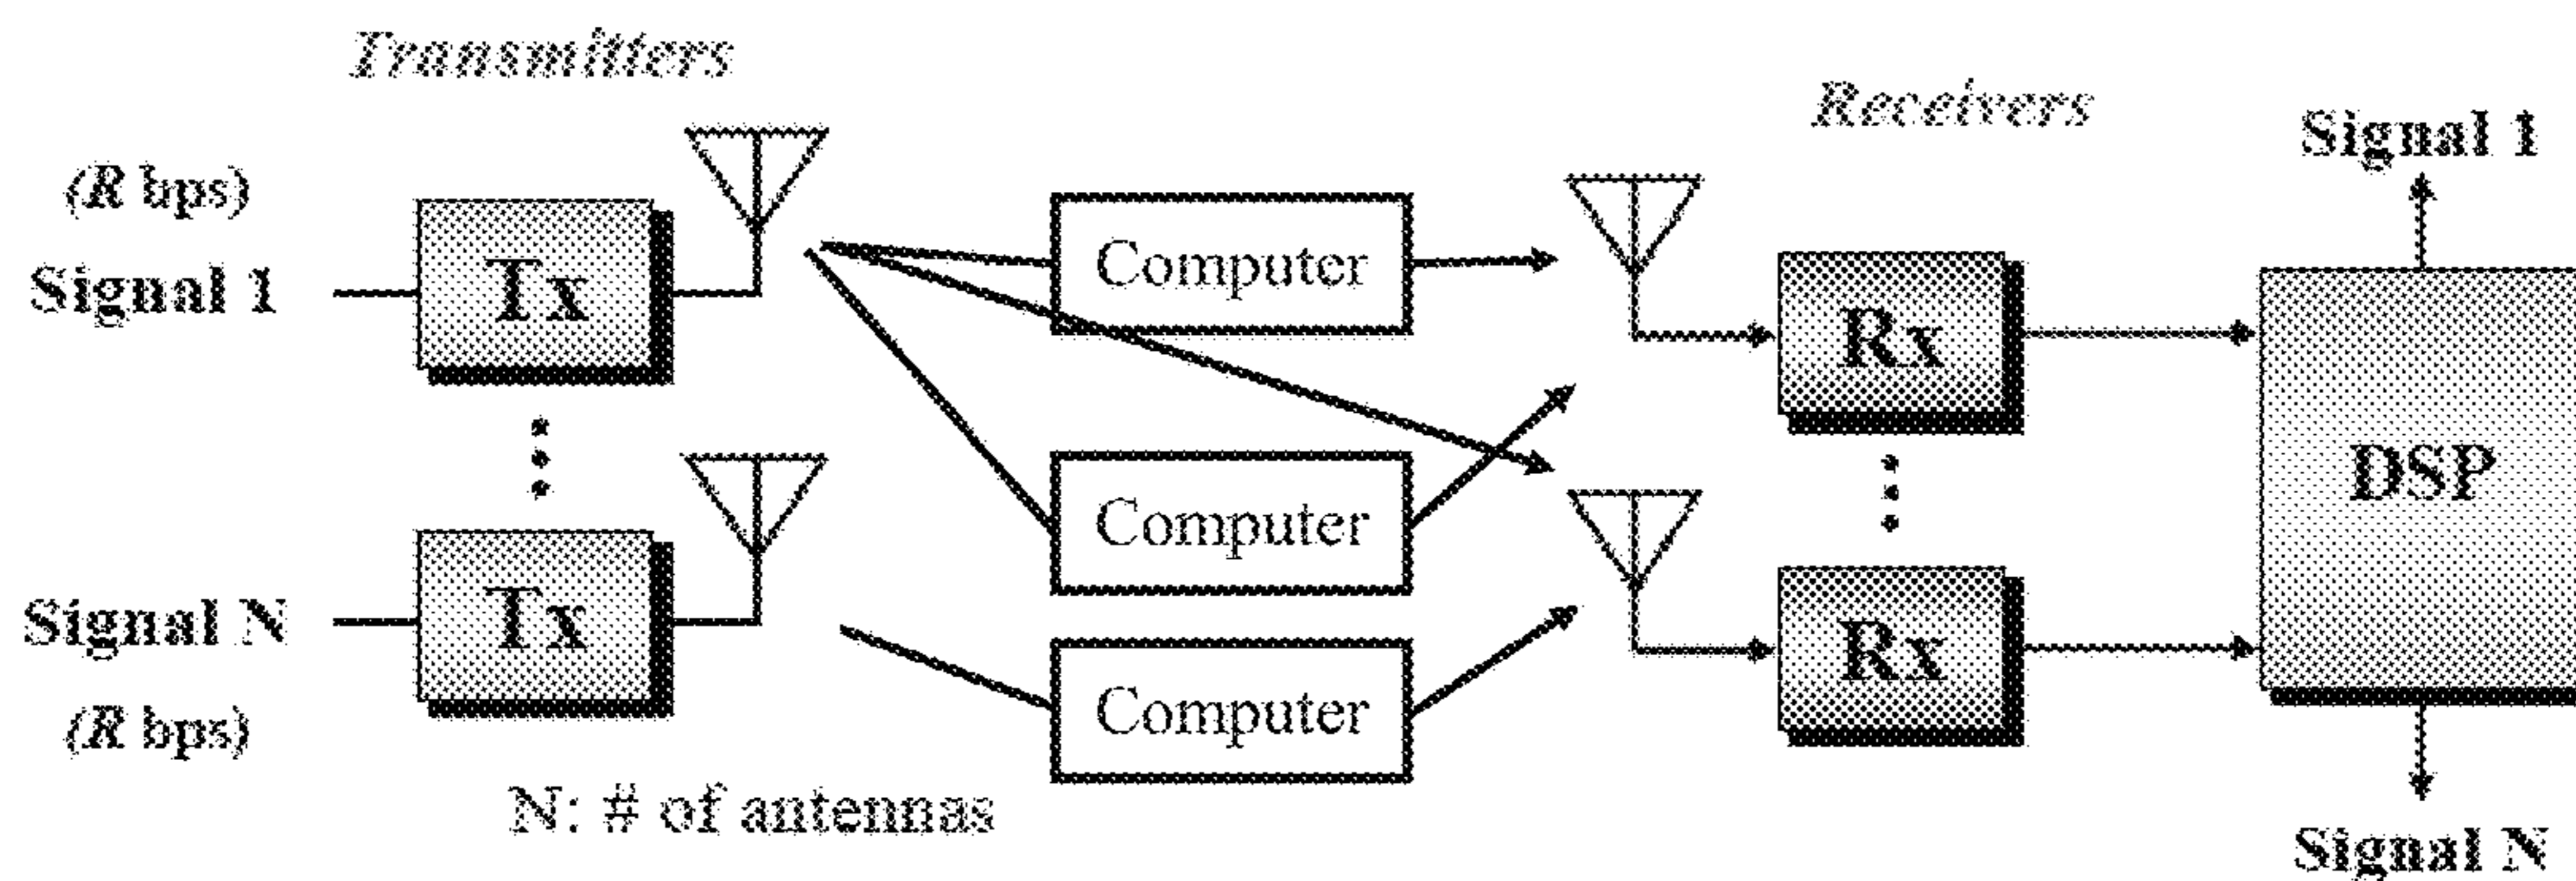 Transmitters
Receivers
Signal 1
(R bps)
Signal 1
Tx
Computer
Rx
DSP
Computer
Signal N
Tx
Rx
(R bps)
Computer
N: # of antennas
Signal N